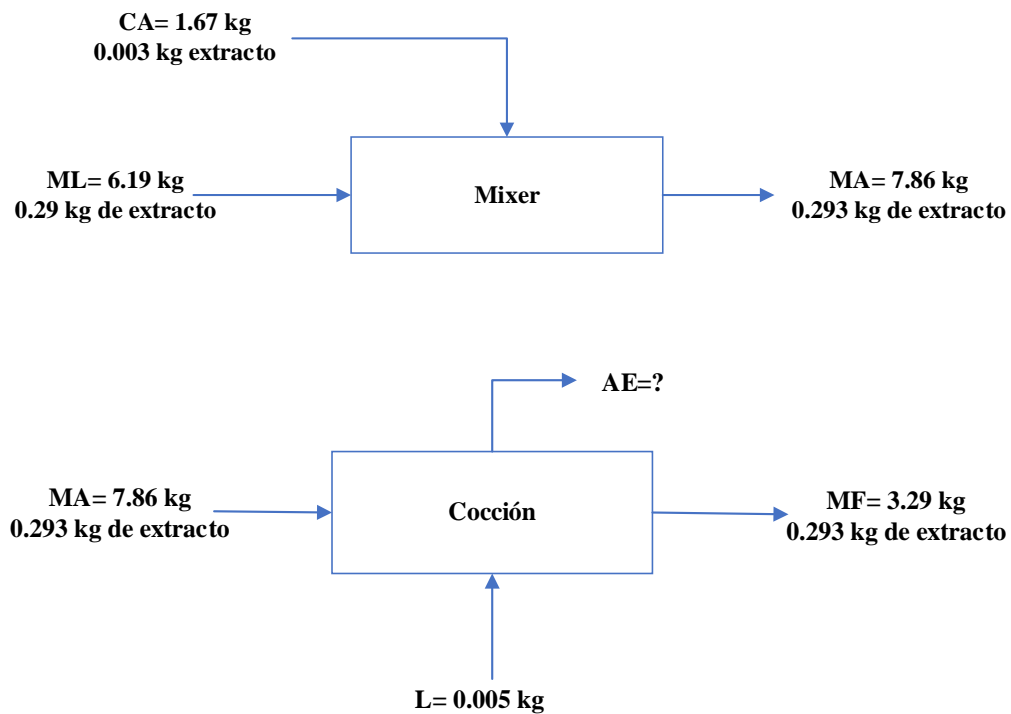 CA= 1.67 kg
0.003 kg extracto
ML= 6.19 kg
0.29 kg de extracto
Mixer
MA= 7.86 kg
0.293 kg de extracto
AE=?
MA= 7.86 kg
0.293 kg de extracto
Cocción
MF= 3.29 kg
0.293 kg de extracto
L= 0.005 kg